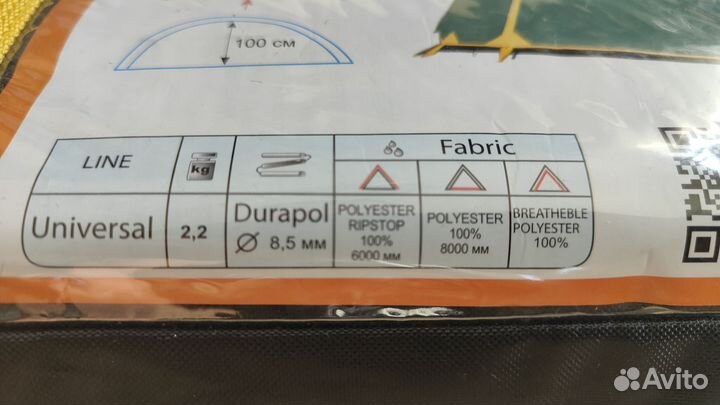 100 см
LINE
kg
Fabric
Universal
2,2
Durapol
Ø 8,5 мм
POLYESTER
RIPSTOP
100%
6000 мм
POLYESTER
100%
8000 мм
BREATHEBLE
POLYESTER
100%
Avito